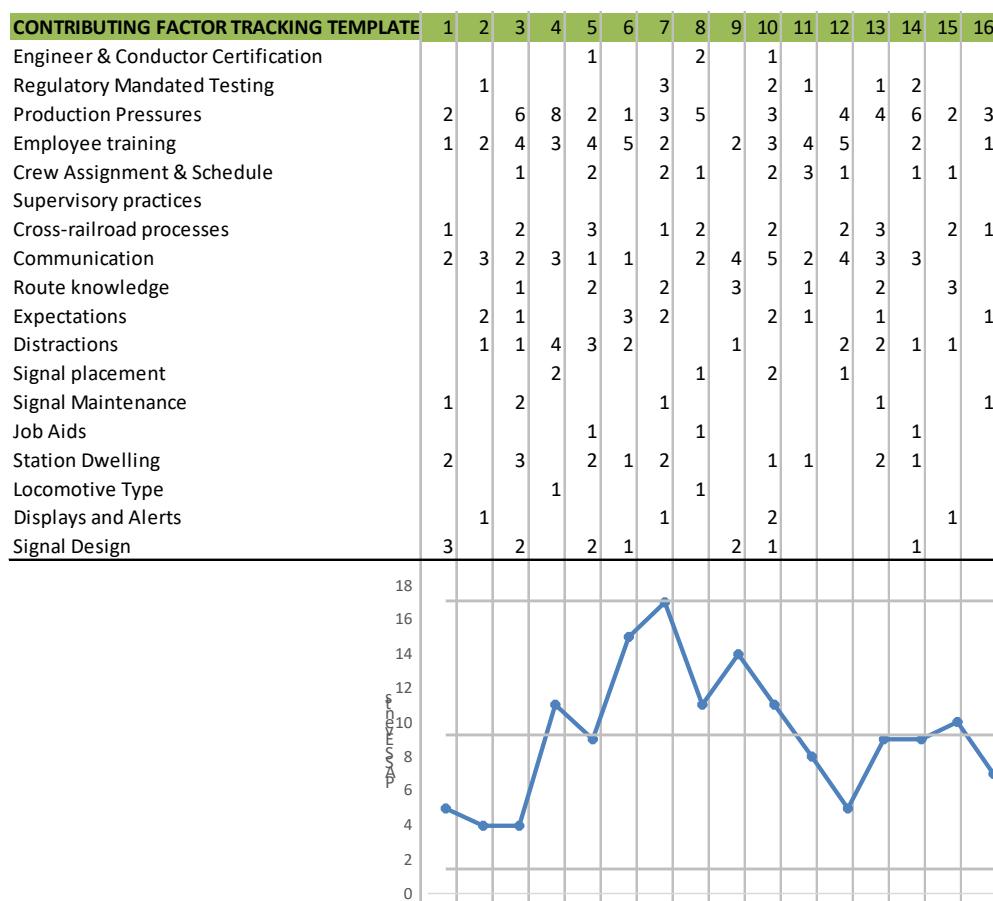 CONTRIBUTING FACTOR TRACKING TEMPLATE 1 2 3 4 5 6 7 8 9 10 11 12 13 14 15 16
Engineer & Conductor Certification 1 2 1
Regulatory Mandated Testing 1 3 2 1 1 2
Production Pressures 2 6 8 2 1 3 5 3 4 4 6 2 3
Employee training 1 2 4 3 4 5 2 2 3 4 5 2 1
Crew Assignment & Schedule 1 2 2 1 2 3 1 1 1
Supervisory practices
Cross-railroad processes 1 2 3 1 2 2 2 3 2 1
Communication 2 3 2 3 1 1 2 4 5 2 4 3 3
Route knowledge 1 2 2 3 1 2 3
Expectations 2 1 3 2 2 1 1 1
Distractions 1 1 4 3 2 1 2 2 1 1
Signal placement 2 1 2 1
Signal Maintenance 1 2 1 1 1
Job Aids 1 1 1
Station Dwelling 2 3 2 1 2 1 1 2 1
Locomotive Type 1 1
Displays and Alerts 1 1 2 1
Signal Design 3 2 2 1 2 1 1
18
16
14
12
10
8
6
4
2
0
PASS Events